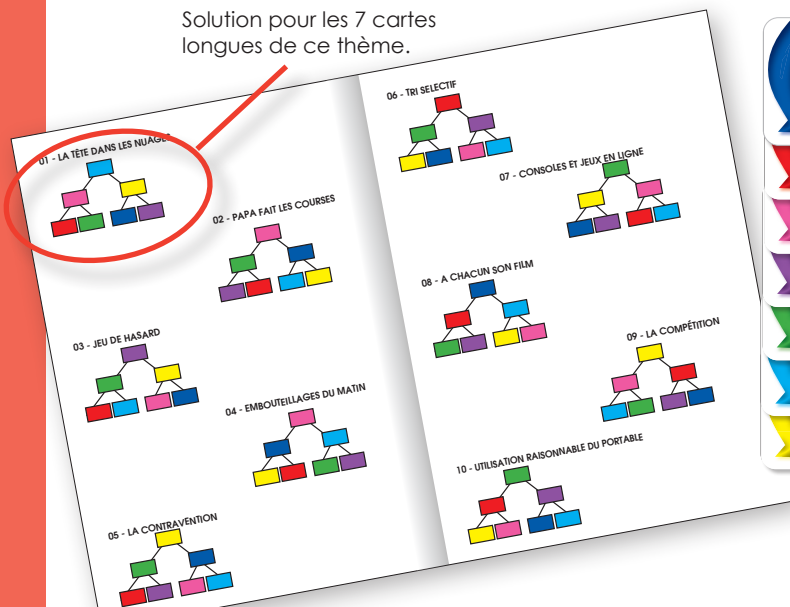 Solution pour les 7 cartes
longues de ce thème.
01 - LA TÊTE DANS LES NUAGES
02 - PAPA FAIT LES COURSES
03 - JEU DE HASARD
04 - EMBOUTEILLAGES DU MATIN
05 - LA CONTRAVENTION
06 - TRI SELECTIF
07 - CONSOLES ET JEUX EN LIGNE
08 - A CHACUN SON FILM
09 - LA COMPÉTITION
10 - UTILISATION RAISONNABLE DU PORTABLE